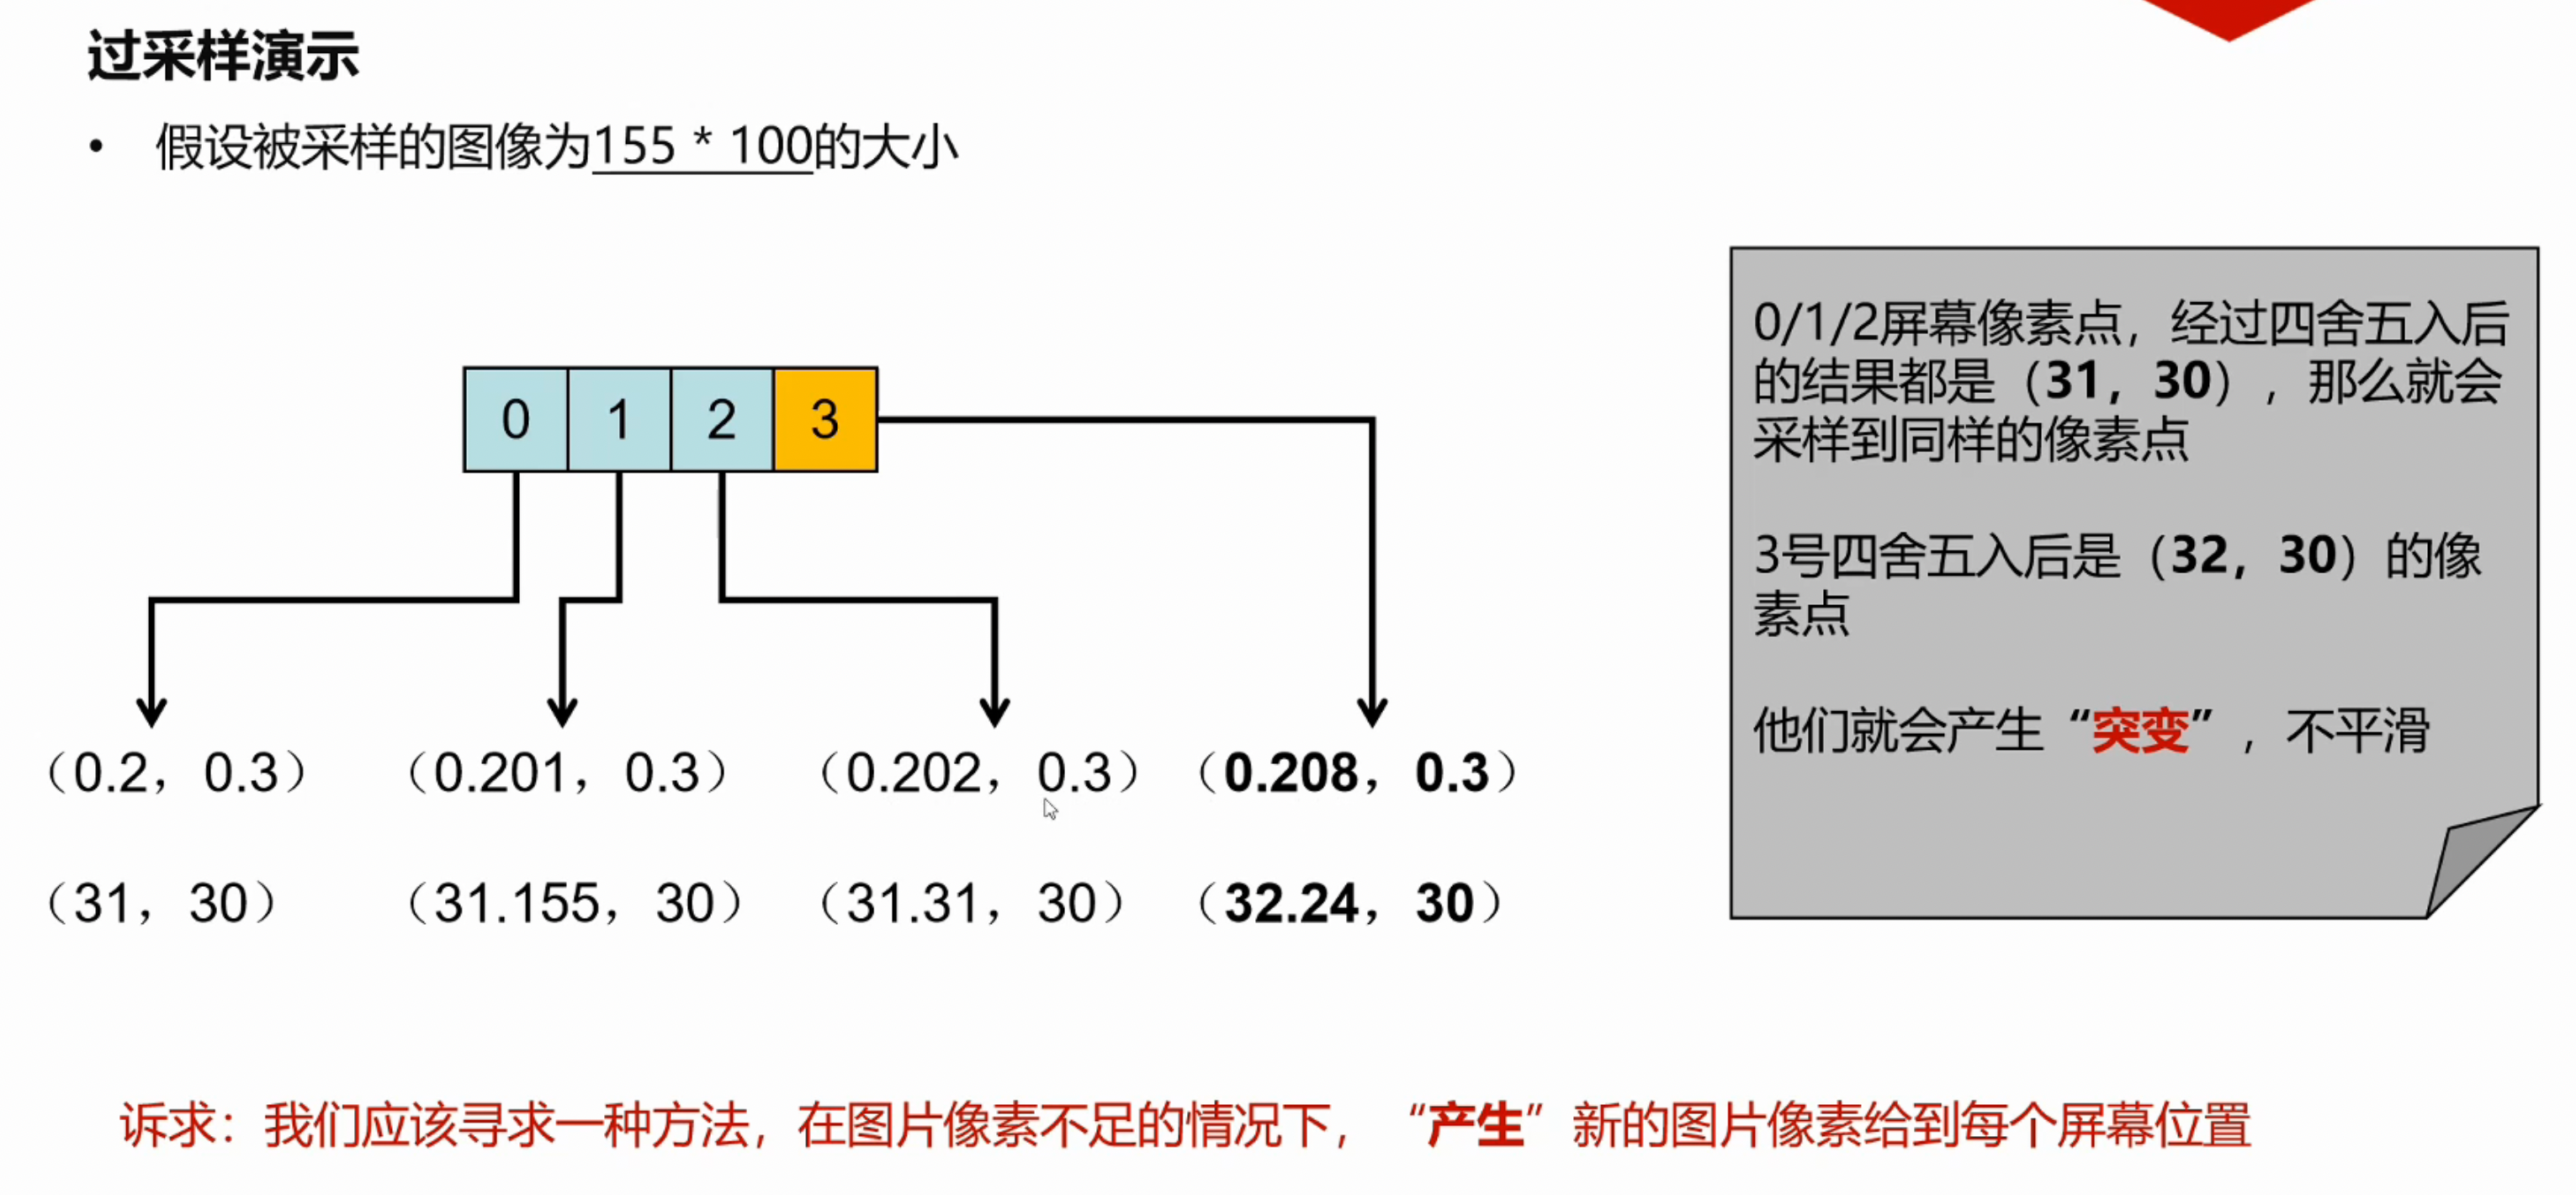 过采样演示
• 假设被采样的图像为155 * 100的大小
0 1 2 3
0/1/2屏幕像素点，经过四舍五入后
的结果都是（31，30），那么就会
采样到同样的像素点
3号四舍五入后是（32，30）的像
素点
他们就会产生“突变”，不平滑
（0.2，0.3） （0.201，0.3） （0.202，0.3） （0.208，0.3）
（31，30） （31.155，30） （31.31，30） （32.24，30）
诉求：我们应该寻求一种方法，在图片像素不足的情况下，“产生”新的图片像素给到每个屏幕位置